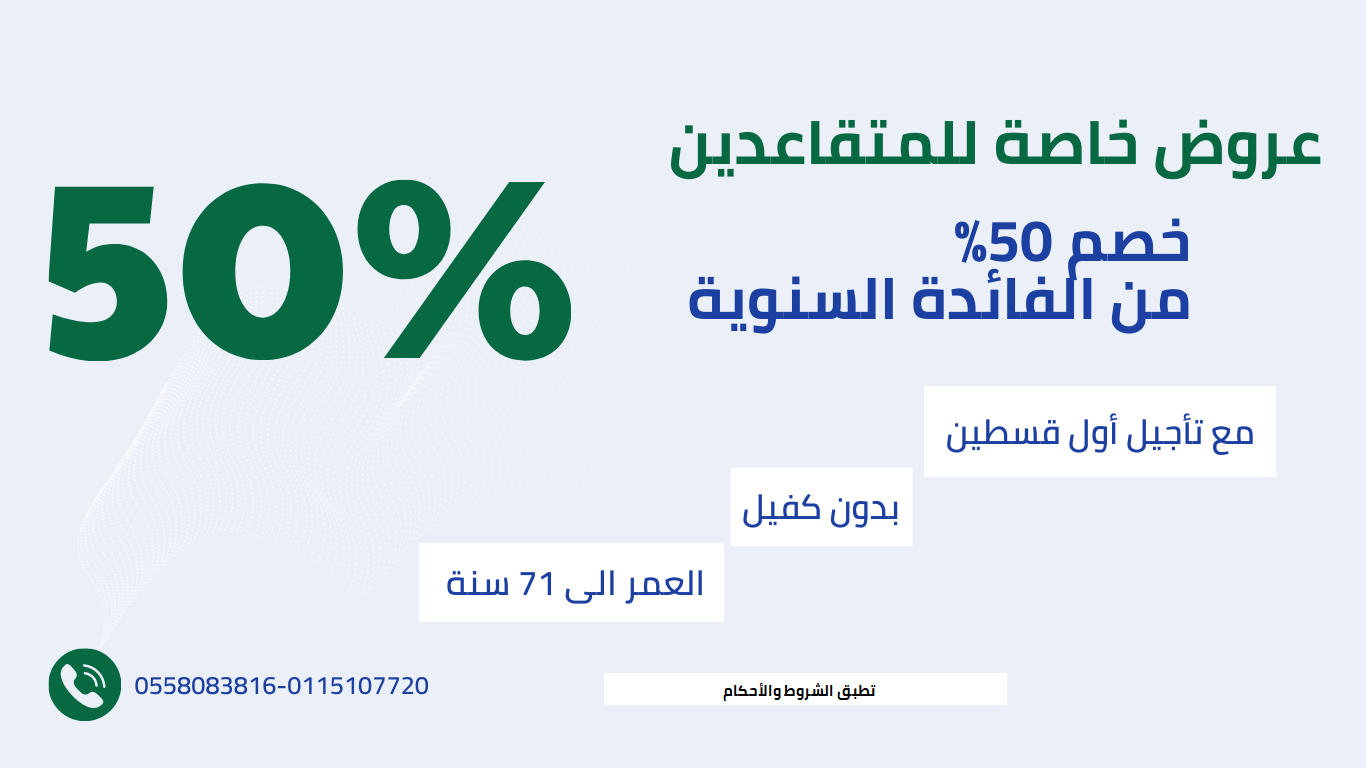 عروض خاصة للمتقاعدين
50%
خصم 50%
من الفائدة السنوية
مع تأجيل أول قسطين
بدون كفيل
العمر الى 71 سنة
0558083816-0115107720
تطبق الشروط والأحكام